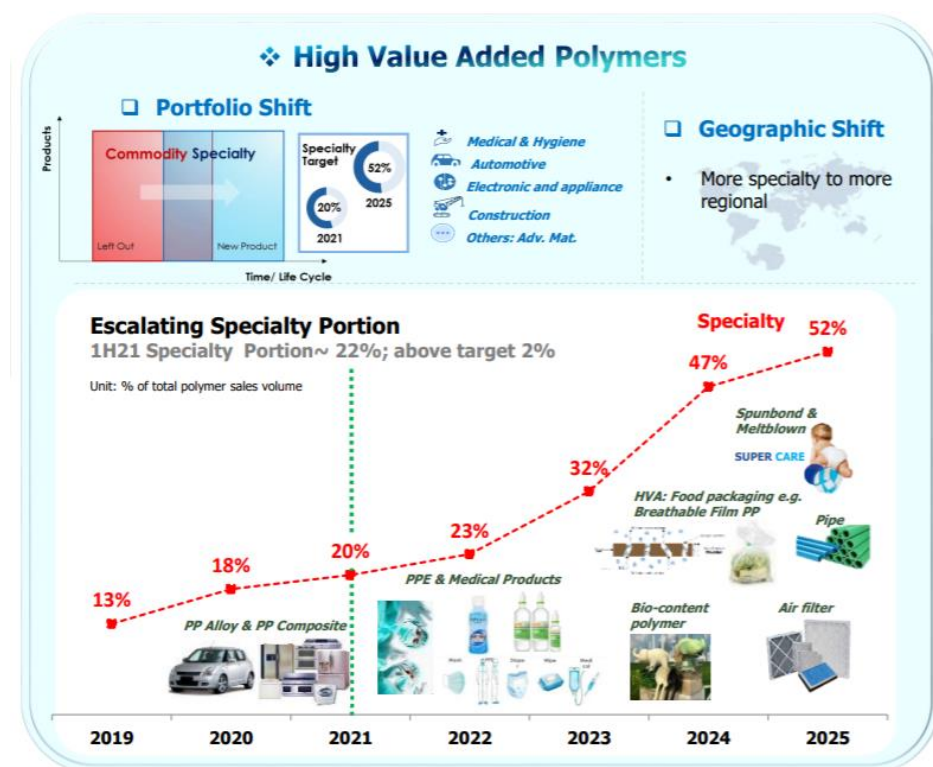 ❖ High Value Added Polymers
❑ Portfolio Shift
Products
Commodity Specialty
Left Out
New Product
Time/ Life Cycle
Specialty
Target
52%
2025
20%
2021
Medical & Hygiene
Automotive
Electronic and appliance
Construction
Others: Adv. Mat.
❑ Geographic Shift
• More specialty to more
regional
Escalating Specialty Portion
1H21 Specialty Portion~ 22%; above target 2%
Unit: % of total polymer sales volume
Specialty
13%
18%
20%
23%
32%
47%
52%
PP Alloy & PP Composite
PPE & Medical Products
Mask
Wipe
HVA: Food packaging e.g.
Breathable Film PP
Spunbond &
Meltblown
SUPER CARE
Pipe
Bio-content
polymer
Air filter
2019
2020
2021
2022
2023
2024
2025